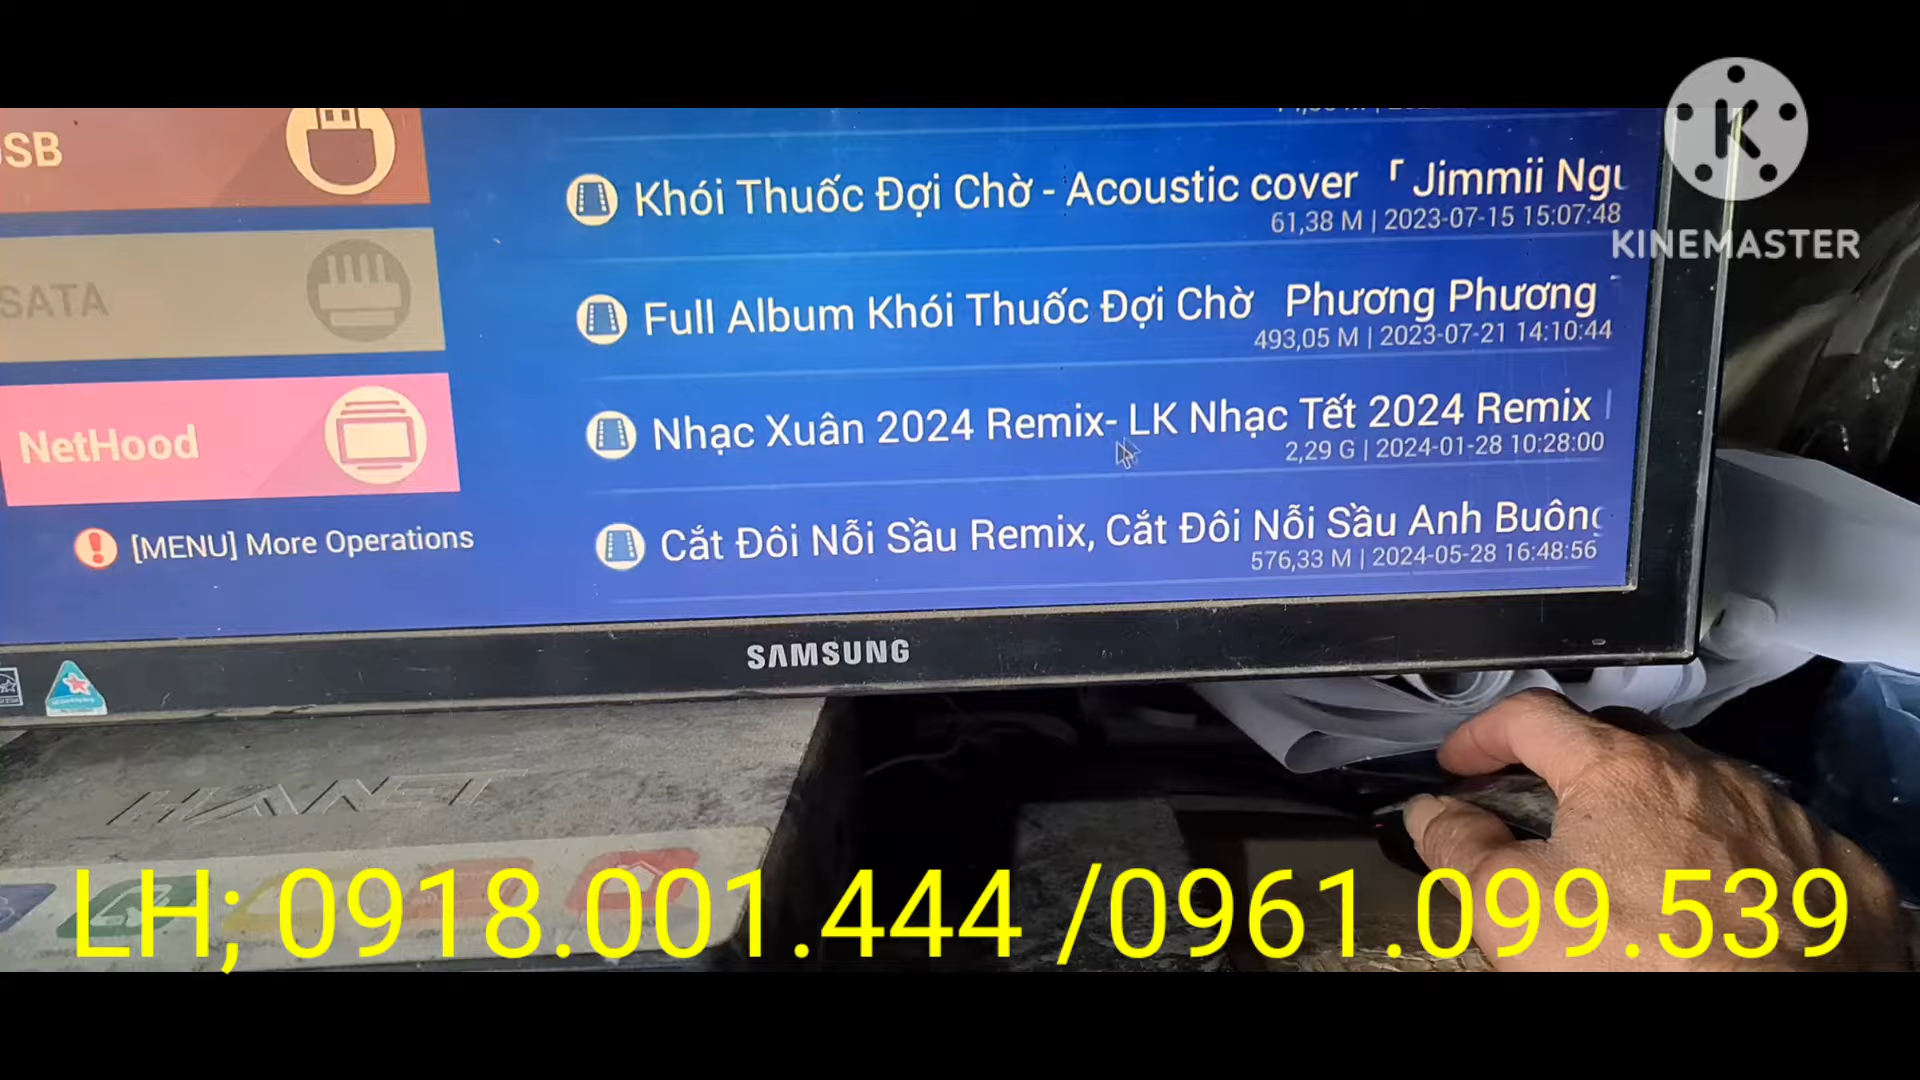 USB
Khói Thuốc Đợi Chờ - Acoustic cover 「Jimmii Ngu
61,38 M | 2023-07-15 15:07:48
KINEMASTER
SATA
Full Album Khói Thuốc Đợi Chờ Phương Phương
493,05 M | 2023-07-21 14:10:44
NetHood
Nhạc Xuân 2024 Remix- LK Nhạc Tết 2024 Remix |
2,29 G | 2024-01-28 10:28:00
[MENU] More Operations
Cắt Đôi Nỗi Sầu Remix, Cắt Đôi Nỗi Sầu Anh Buông
576,33 M | 2024-05-28 16:48:56
SAMSUNG
HANET
LH; 0918.001.444 /0961.099.539